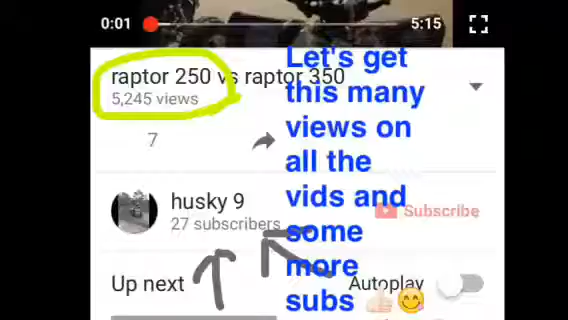 0:01
5:15
raptor 250 vs raptor 350
5,245 views
7
husky 9
27 subscribers
Subscribe
Up next
Autoplay
Let's get
this many
views on
all the
vids and
some
more
subs 👍🏻😋